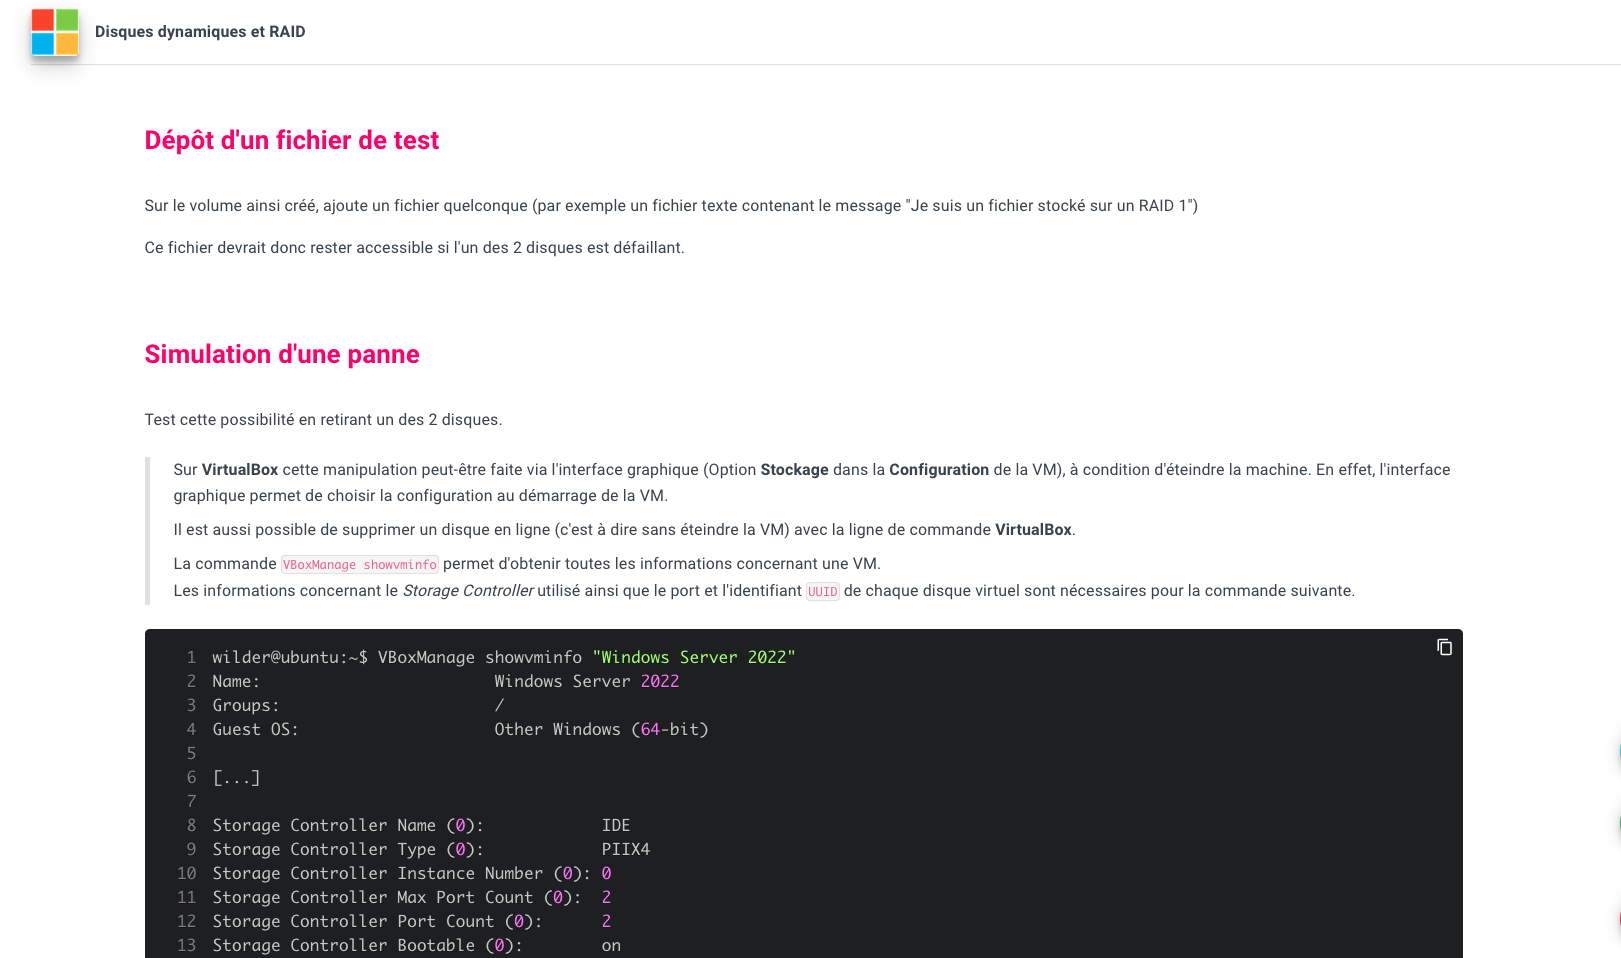 Disques dynamiques et RAID
Dépôt d'un fichier de test
Sur le volume ainsi créé, ajoute un fichier quelconque (par exemple un fichier texte contenant le message "Je suis un fichier stocké sur un RAID 1")
Ce fichier devrait donc rester accessible si l'un des 2 disques est défaillant.
Simulation d'une panne
Test cette possibilité en retirant un des 2 disques.
Sur VirtualBox cette manipulation peut-être faite via l'interface graphique (Option Stockage dans la Configuration de la VM), à condition d'éteindre la machine. En effet, l'interface
graphique permet de choisir la configuration au démarrage de la VM.
Il est aussi possible de supprimer un disque en ligne (c'est à dire sans éteindre la VM) avec la ligne de commande VirtualBox.
La commande VBoxManage showvminfo permet d'obtenir toutes les informations concernant une VM.
Les informations concernant le Storage Controller utilisé ainsi que le port et l'identifiant UUID de chaque disque virtuel sont nécessaires pour la commande suivante.
1 wilder@ubuntu:~$ VBoxManage showvminfo "Windows Server 2022"
2 Name: Windows Server 2022
3 Groups: /
4 Guest OS: Other Windows (64-bit)
5
6 [...]
7
8 Storage Controller Name (0): IDE
9 Storage Controller Type (0): PIIX4
10 Storage Controller Instance Number (0): 0
11 Storage Controller Max Port Count (0): 2
12 Storage Controller Port Count (0): 2
13 Storage Controller Bootable (0): on